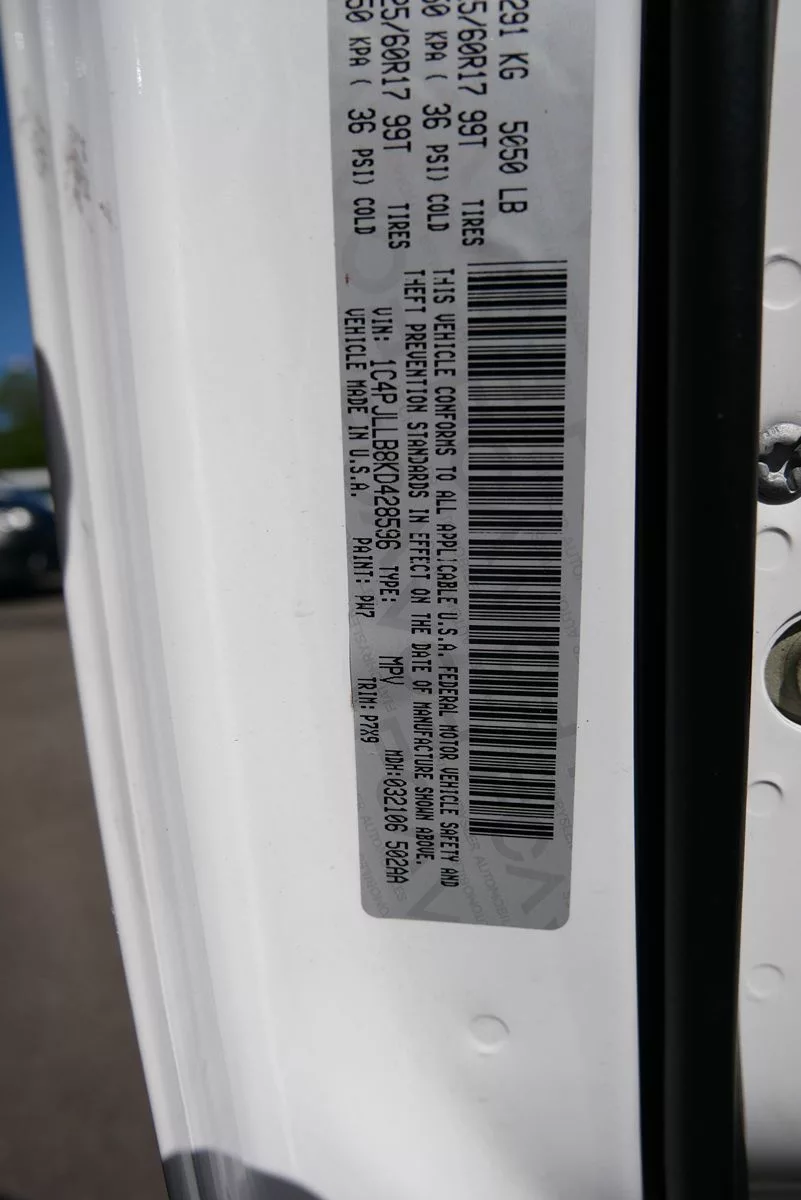 291 KG 5050 LB
5/60R17 99T TIRES
60 KPA ( 36 PSI) COLD
25/60R17 99T TIRES
50 KPA ( 36 PSI) COLD
THIS VEHICLE CONFORMS TO ALL APPLICABLE U.S.A. FEDERAL MOTOR VEHICLE SAFETY AND
THEFT PREVENTION STANDARDS IN EFFECT ON THE DATE OF MANUFACTURE SHOWN ABOVE.
VIN: 1C4PJLLB8KD428596 TYPE: MPV MDH:032106 502AA
VEHICLE MADE IN U.S.A. PAINT: PW7 TRIM: P7X9